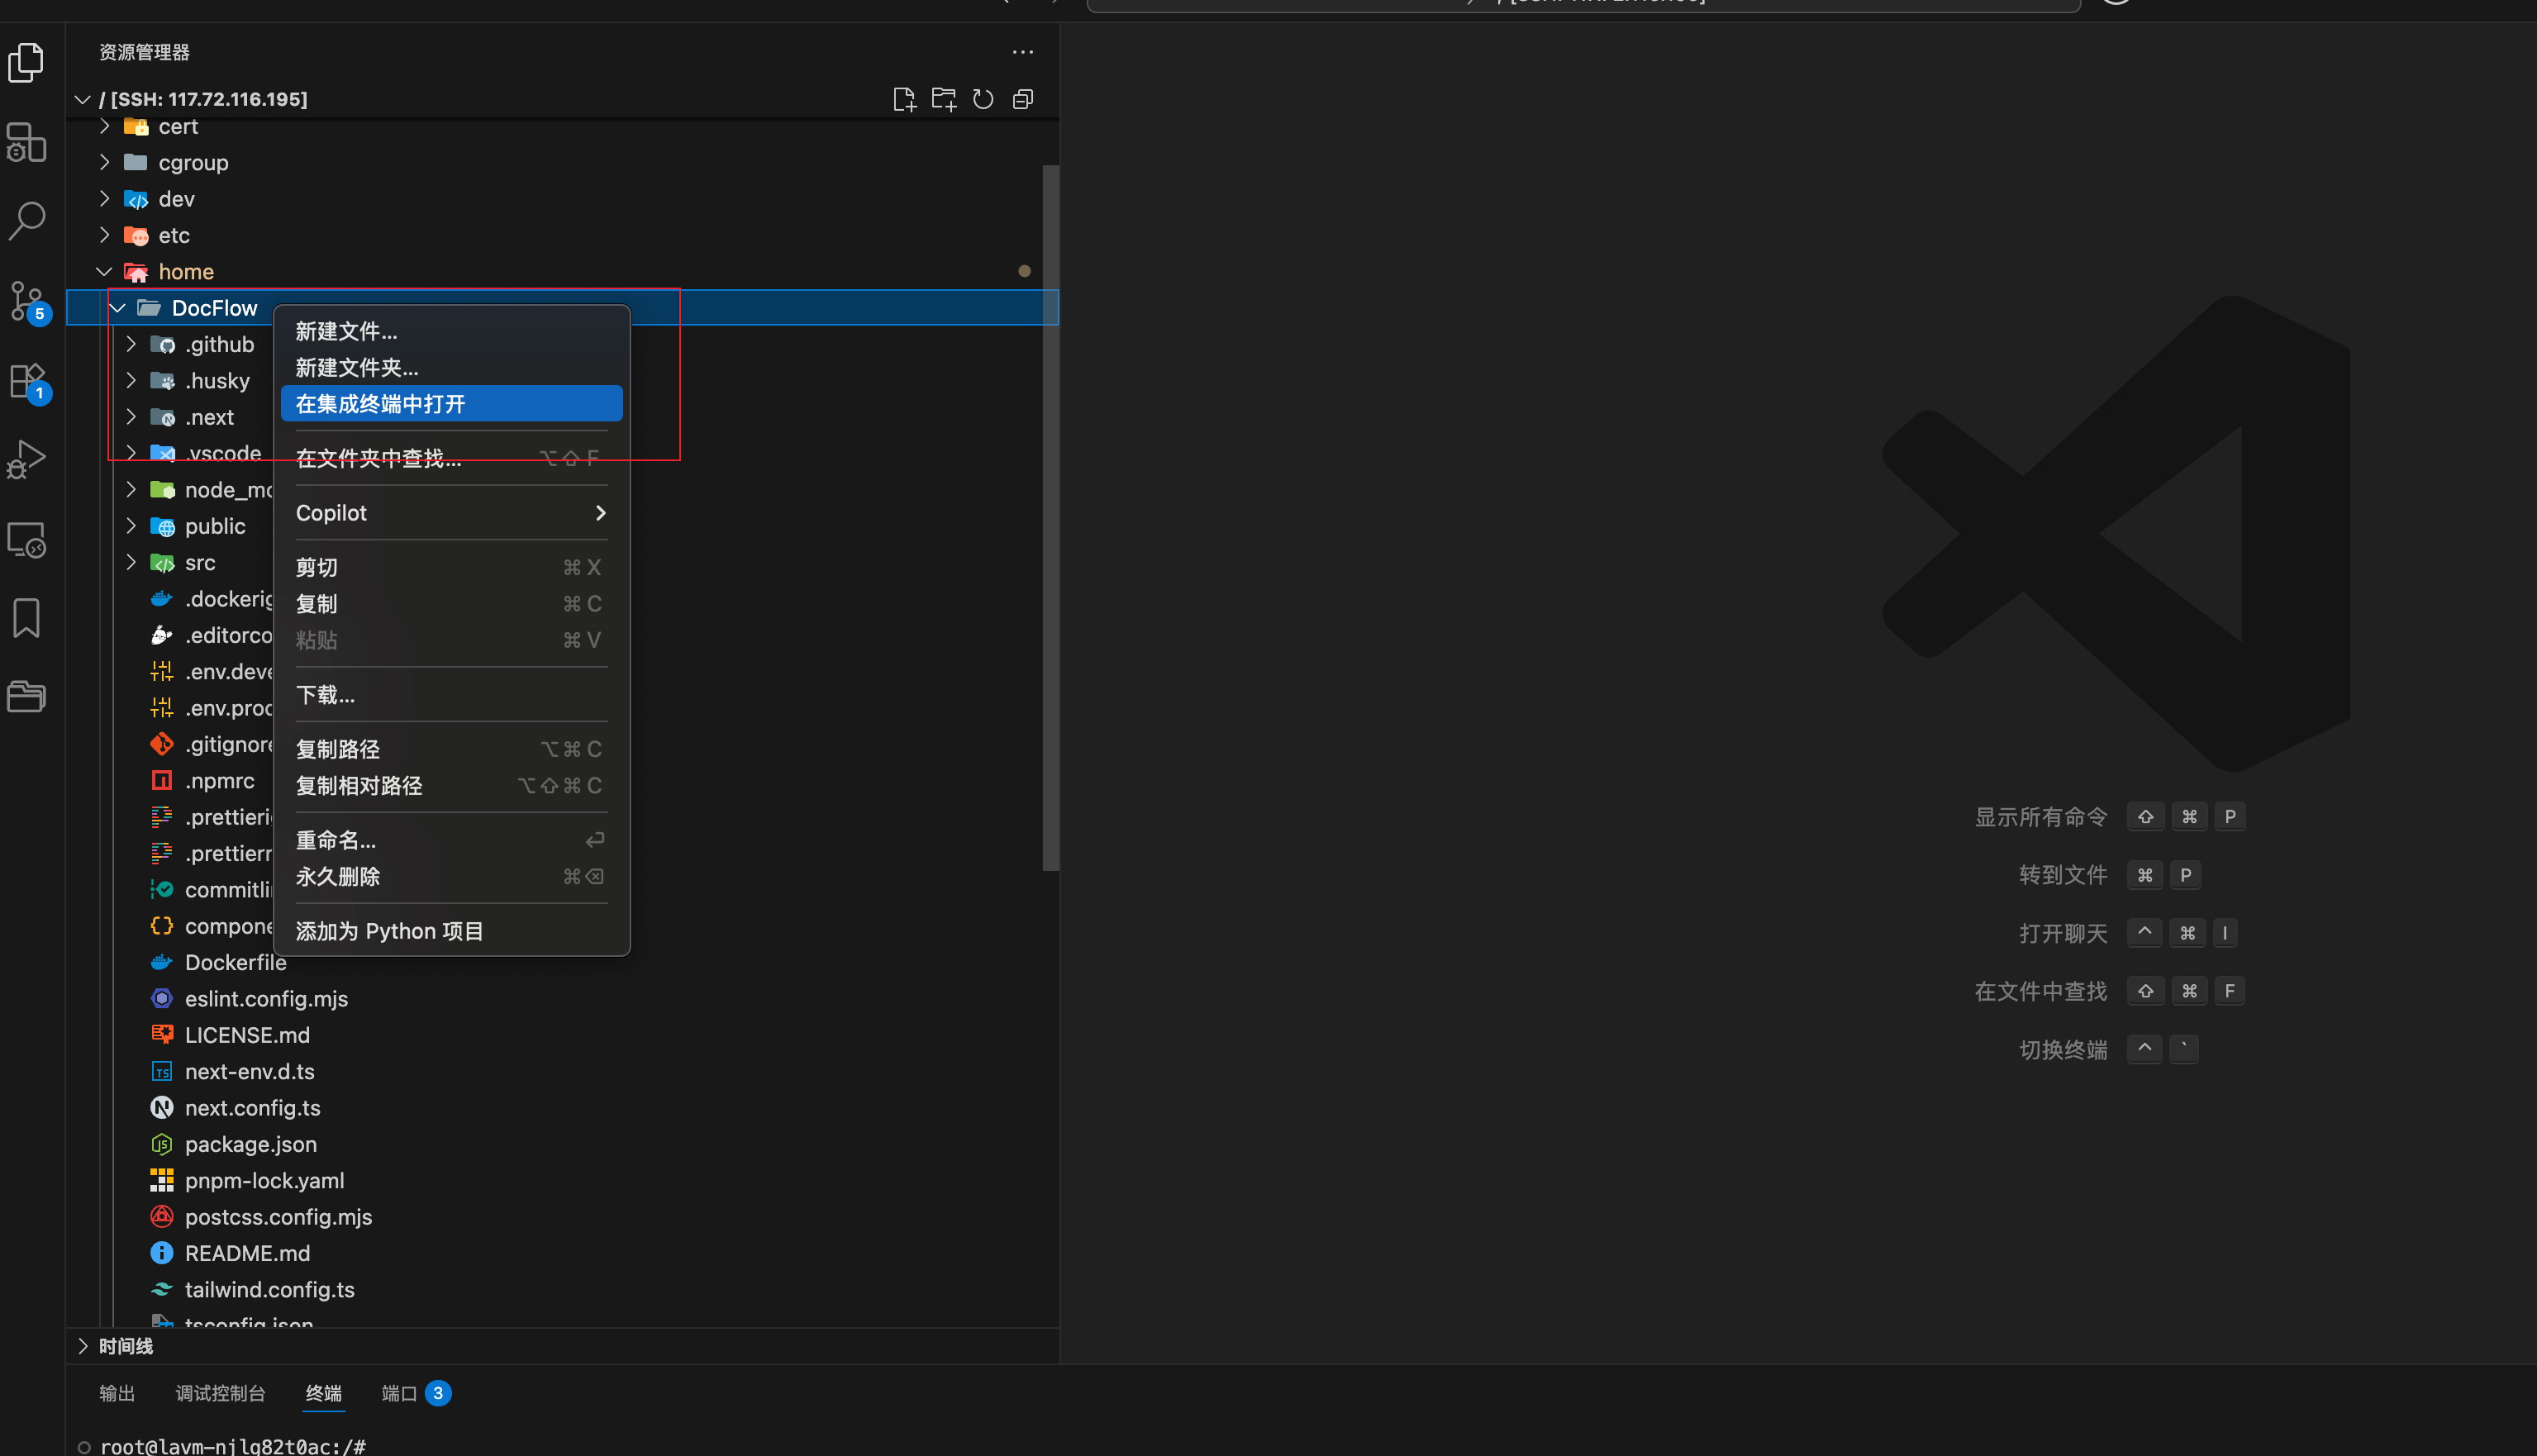 资源管理器
/ [SSH: 117.72.116.195]
cert
cgroup
dev
etc
home
DocFlow
.github
.husky
.next
.vscode
node_mo
public
src
.dockerig
.editorco
.env.deve
.env.prod
.gitignore
.npmrc
.prettierig
.prettierr
commitlin
compone
Dockerfile
eslint.config.mjs
LICENSE.md
next-env.d.ts
next.config.ts
package.json
pnpm-lock.yaml
postcss.config.mjs
README.md
tailwind.config.ts
tsconfig.json
时间线
新建文件...
新建文件夹...
在集成终端中打开
在文件夹中查找... ⌥⇧F
Copilot
剪切 ⌘X
复制 ⌘C
粘贴 ⌘V
下载...
复制路径 ⌥⌘C
复制相对路径 ⌥⇧⌘C
重命名... ⏎
永久删除 ⌘⌫
添加为 Python 项目
5
1
显示所有命令 ⇧ ⌘ P
转到文件 ⌘ P
打开聊天 ^ ⌘ I
在文件中查找 ⇧ ⌘ F
切换终端 ^ `
输出 调试控制台 终端 端口 3
root@lavm-njlg82t0ac:/#